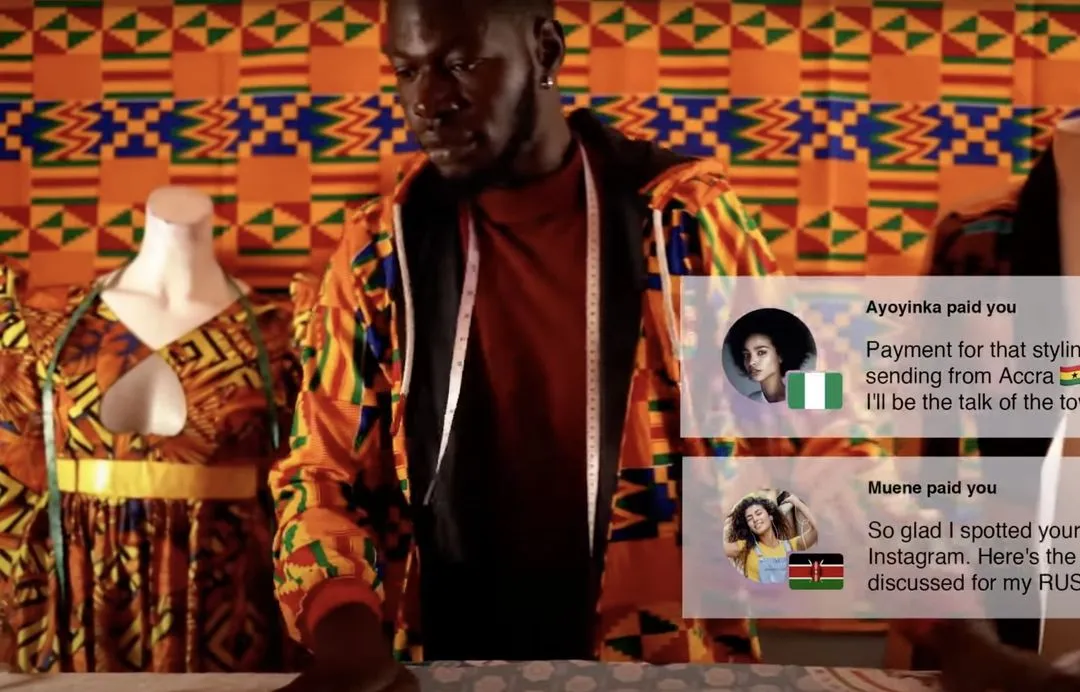 Ayoyinka paid you
Payment for that stylin
sending from Accra 🇬🇭
I'll be the talk of the to
Muene paid you
So glad I spotted your
Instagram. Here's the
discussed for my RUS